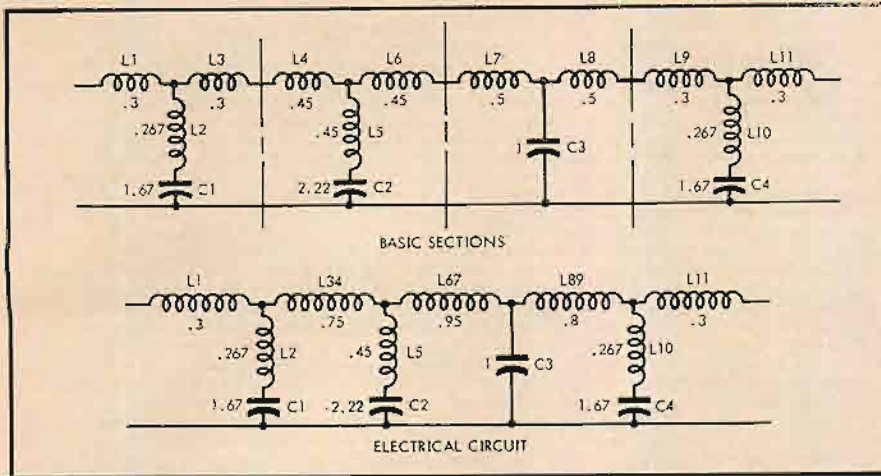 L1 L3 L4 L6 L7 L8 L9 L11
.3 .3 .45 .45 .5 .5 .3 .3
.267 L2 .45 L5 1 C3 .267 L10
1.67 C1 2.22 C2 1.67 C4
BASIC SECTIONS
L1 L34 L67 L89 L11
.3 .75 .95 .8 .3
.267 L2 .45 L5 1 C3 .267 L10
1.67 C1 2.22 C2 1.67 C4
ELECTRICAL CIRCUIT